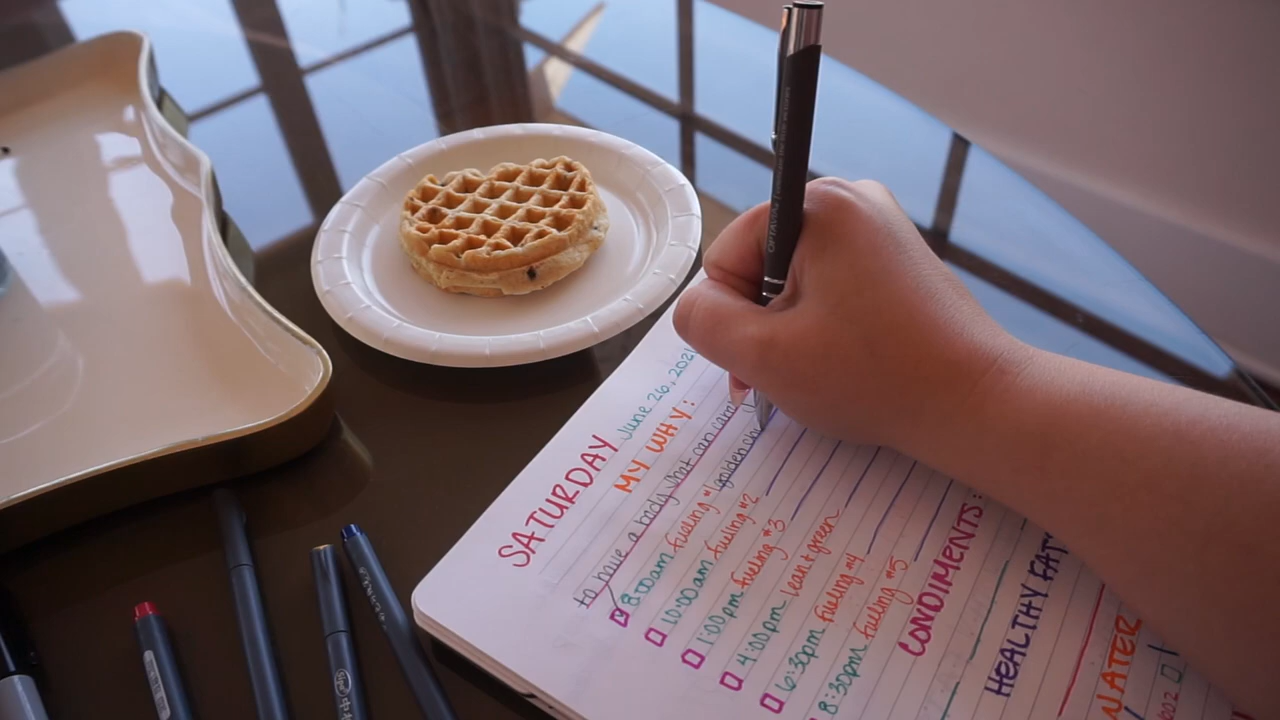 SATURDAY June 26, 2021
MY WHY:
to have a body that can
8:00am fueling #1 golden
10:00am fueling #2
1:00pm fueling #3
4:00pm lean & green
6:30pm fueling #4
8:30pm fueling #5
CONDIMENTS:
HEALTHY FAT
WATER
OPTAVIA